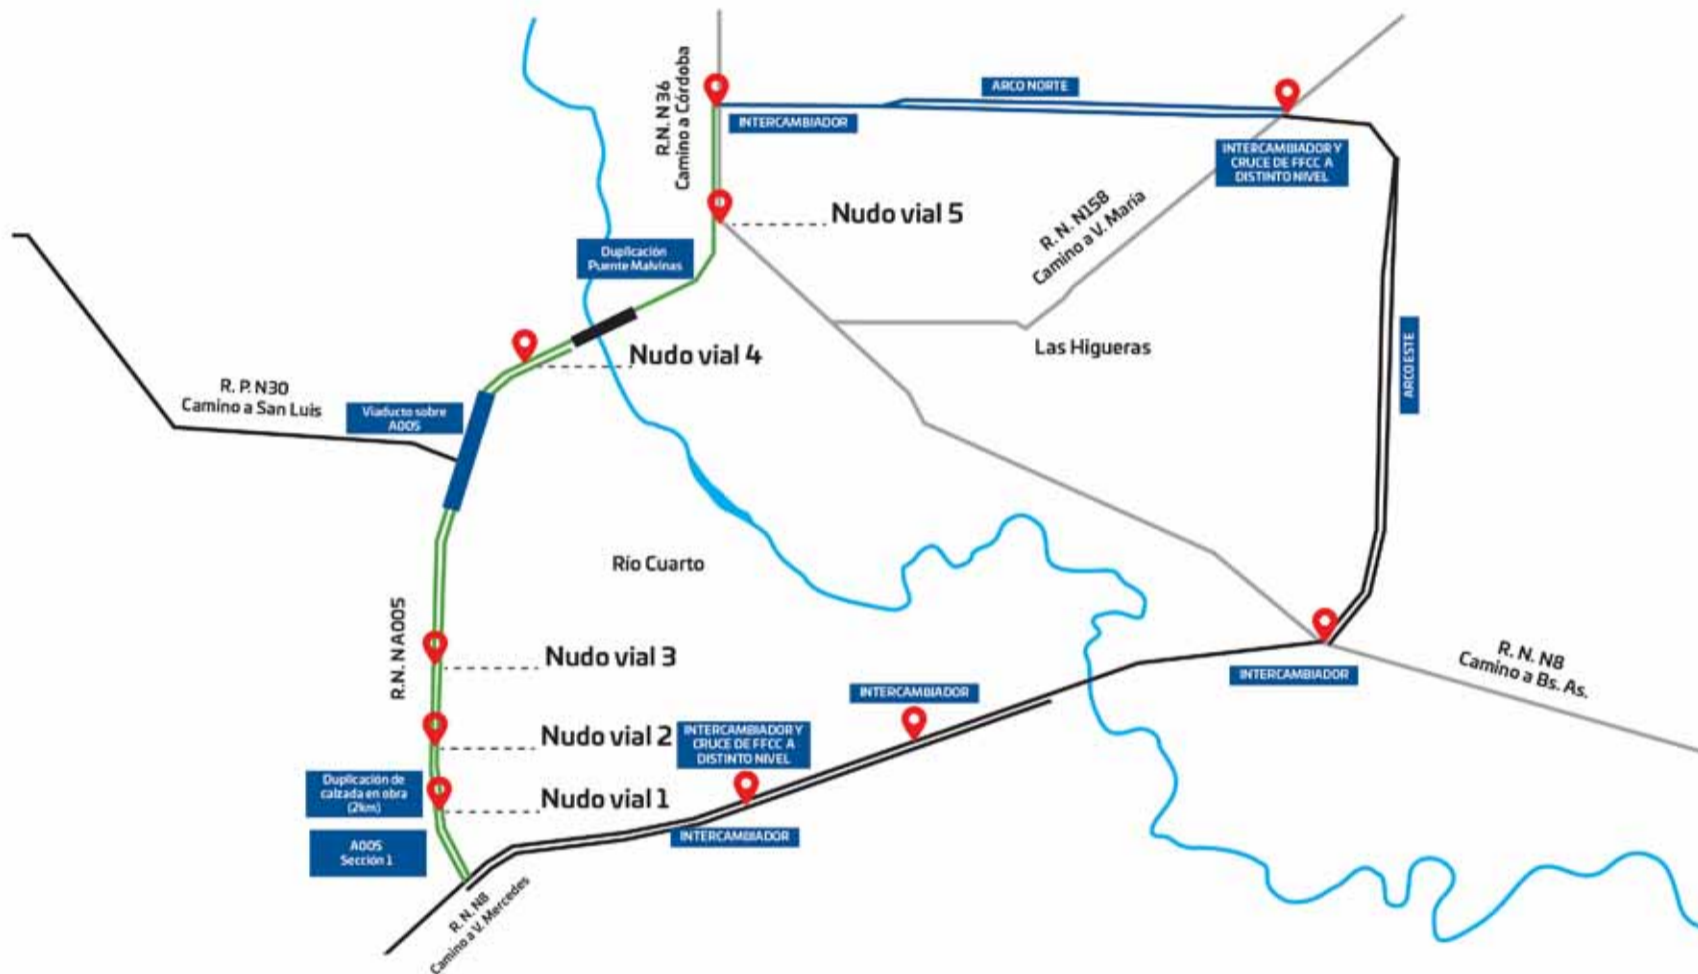 R.N. N 36
Camino a Córdoba
ARCO NORTE
INTERCAMBIADOR
INTERCAMBIADOR Y
CRUCE DE FFCC A
DISTINTO NIVEL
R. N. N158
Camino a V. María
Nudo vial 5
Duplicación
Puente Malvinas
Nudo vial 4
Las Higueras
ARCO ESTE
R. P. N30
Camino a San Luis
Viaducto sobre
A005
Río Cuarto
R.N. N A005
Nudo vial 3
R. N. N8
Camino a Bs. As.
INTERCAMBIADOR
INTERCAMBIADOR
Nudo vial 2
INTERCAMBIADOR Y
CRUCE DE FFCC A
DISTINTO NIVEL
Duplicación de
calzada en obra
(2km)
Nudo vial 1
INTERCAMBIADOR
A005
Sección 1
R. N. N8
Camino a V. Mercedes